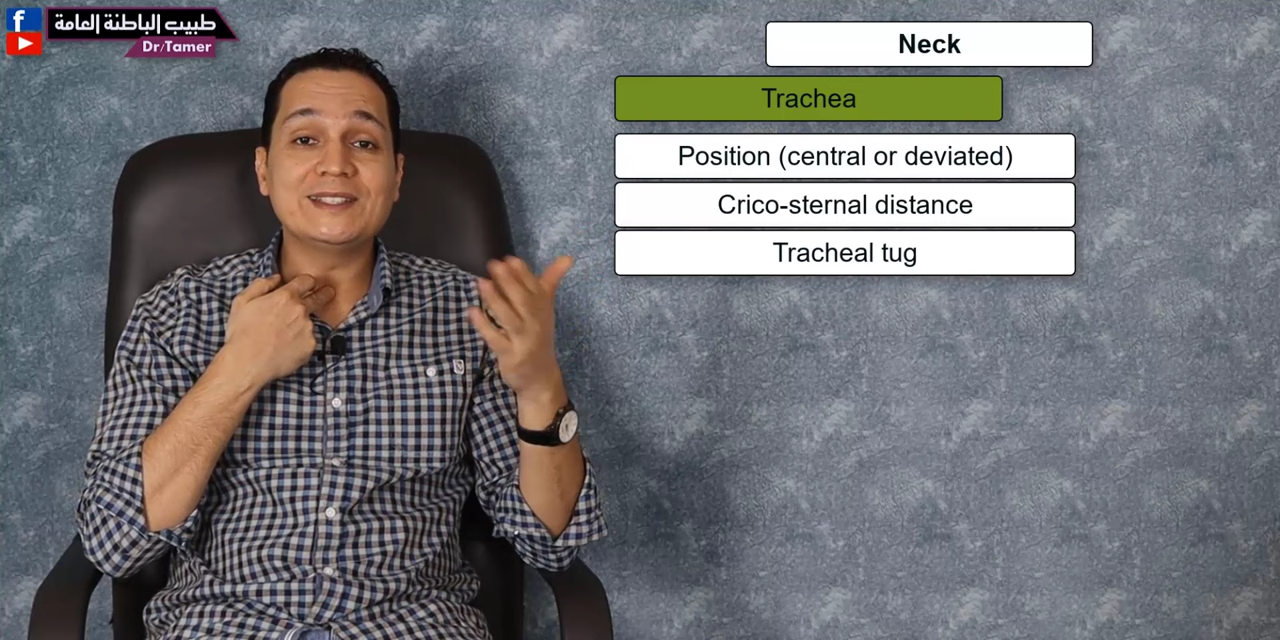 طبيب الباطنة العامة
Dr/Tamer
Neck
Trachea
Position (central or deviated)
Crico-sternal distance
Tracheal tug